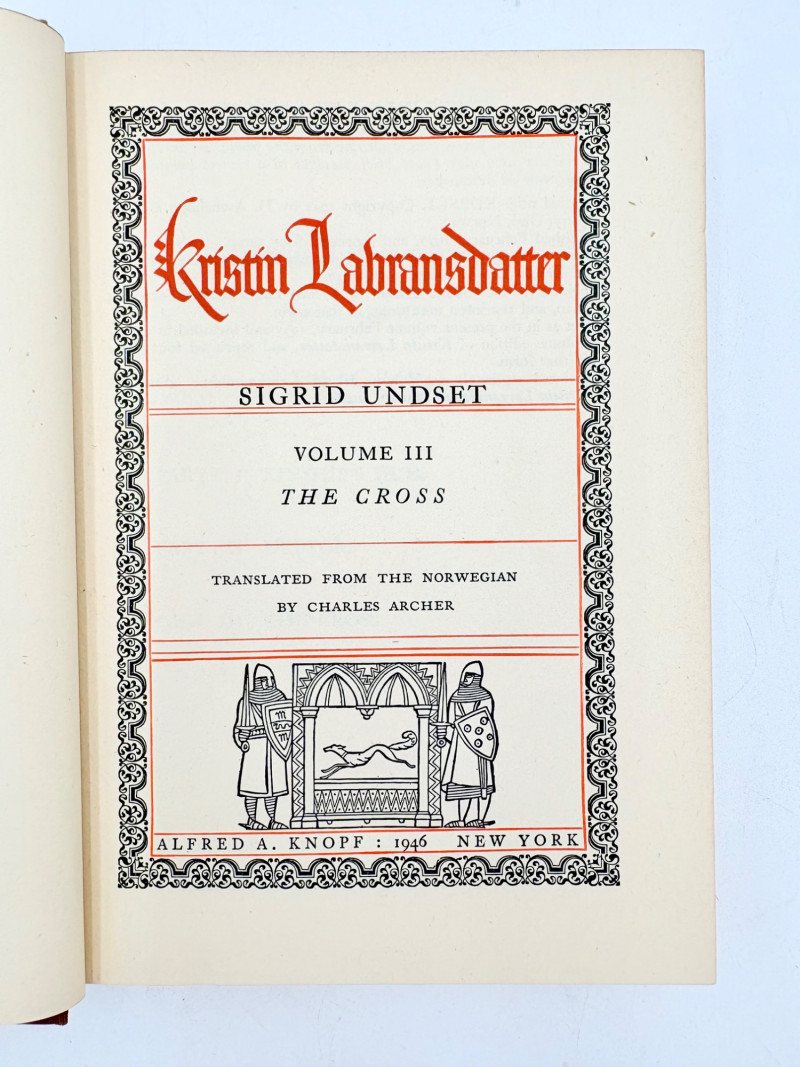 Kristin Lavransdatter
SIGRID UNDSET
VOLUME III
THE CROSS
TRANSLATED FROM THE NORWEGIAN
BY CHARLES ARCHER
ALFRED A. KNOPF : 1946 NEW YORK